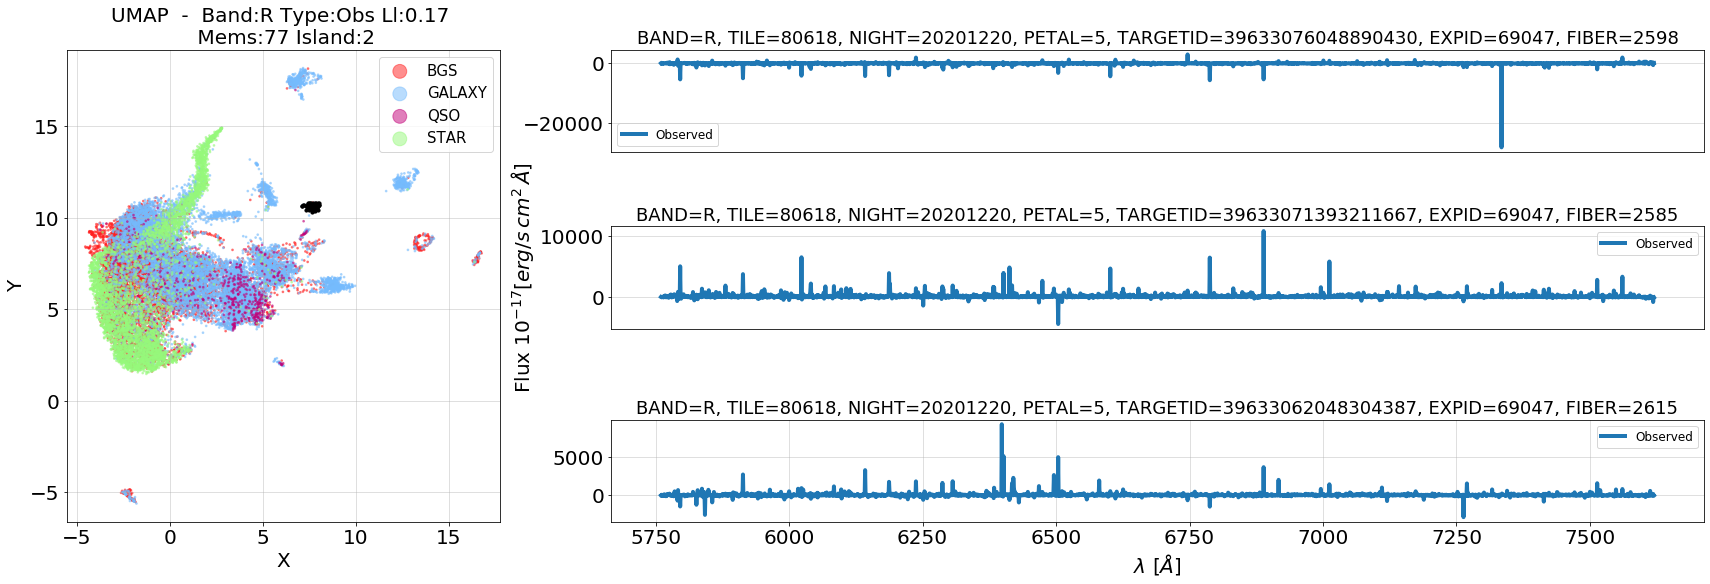 UMAP - Band:R Type:Obs Ll:0.17
Mems:77 Island:2
BGS
GALAXY
QSO
STAR
15
10
5
0
−5
Y
−5 0 5 10 15
X
Flux 10⁻¹⁷[erg/s cm² Å]
BAND=R, TILE=80618, NIGHT=20201220, PETAL=5, TARGETID=39633076048890430, EXPID=69047, FIBER=2598
0
−20000
Observed
BAND=R, TILE=80618, NIGHT=20201220, PETAL=5, TARGETID=39633071393211667, EXPID=69047, FIBER=2585
10000
0
Observed
BAND=R, TILE=80618, NIGHT=20201220, PETAL=5, TARGETID=39633062048304387, EXPID=69047, FIBER=2615
5000
0
Observed
5750 6000 6250 6500 6750 7000 7250 7500
λ [Å]